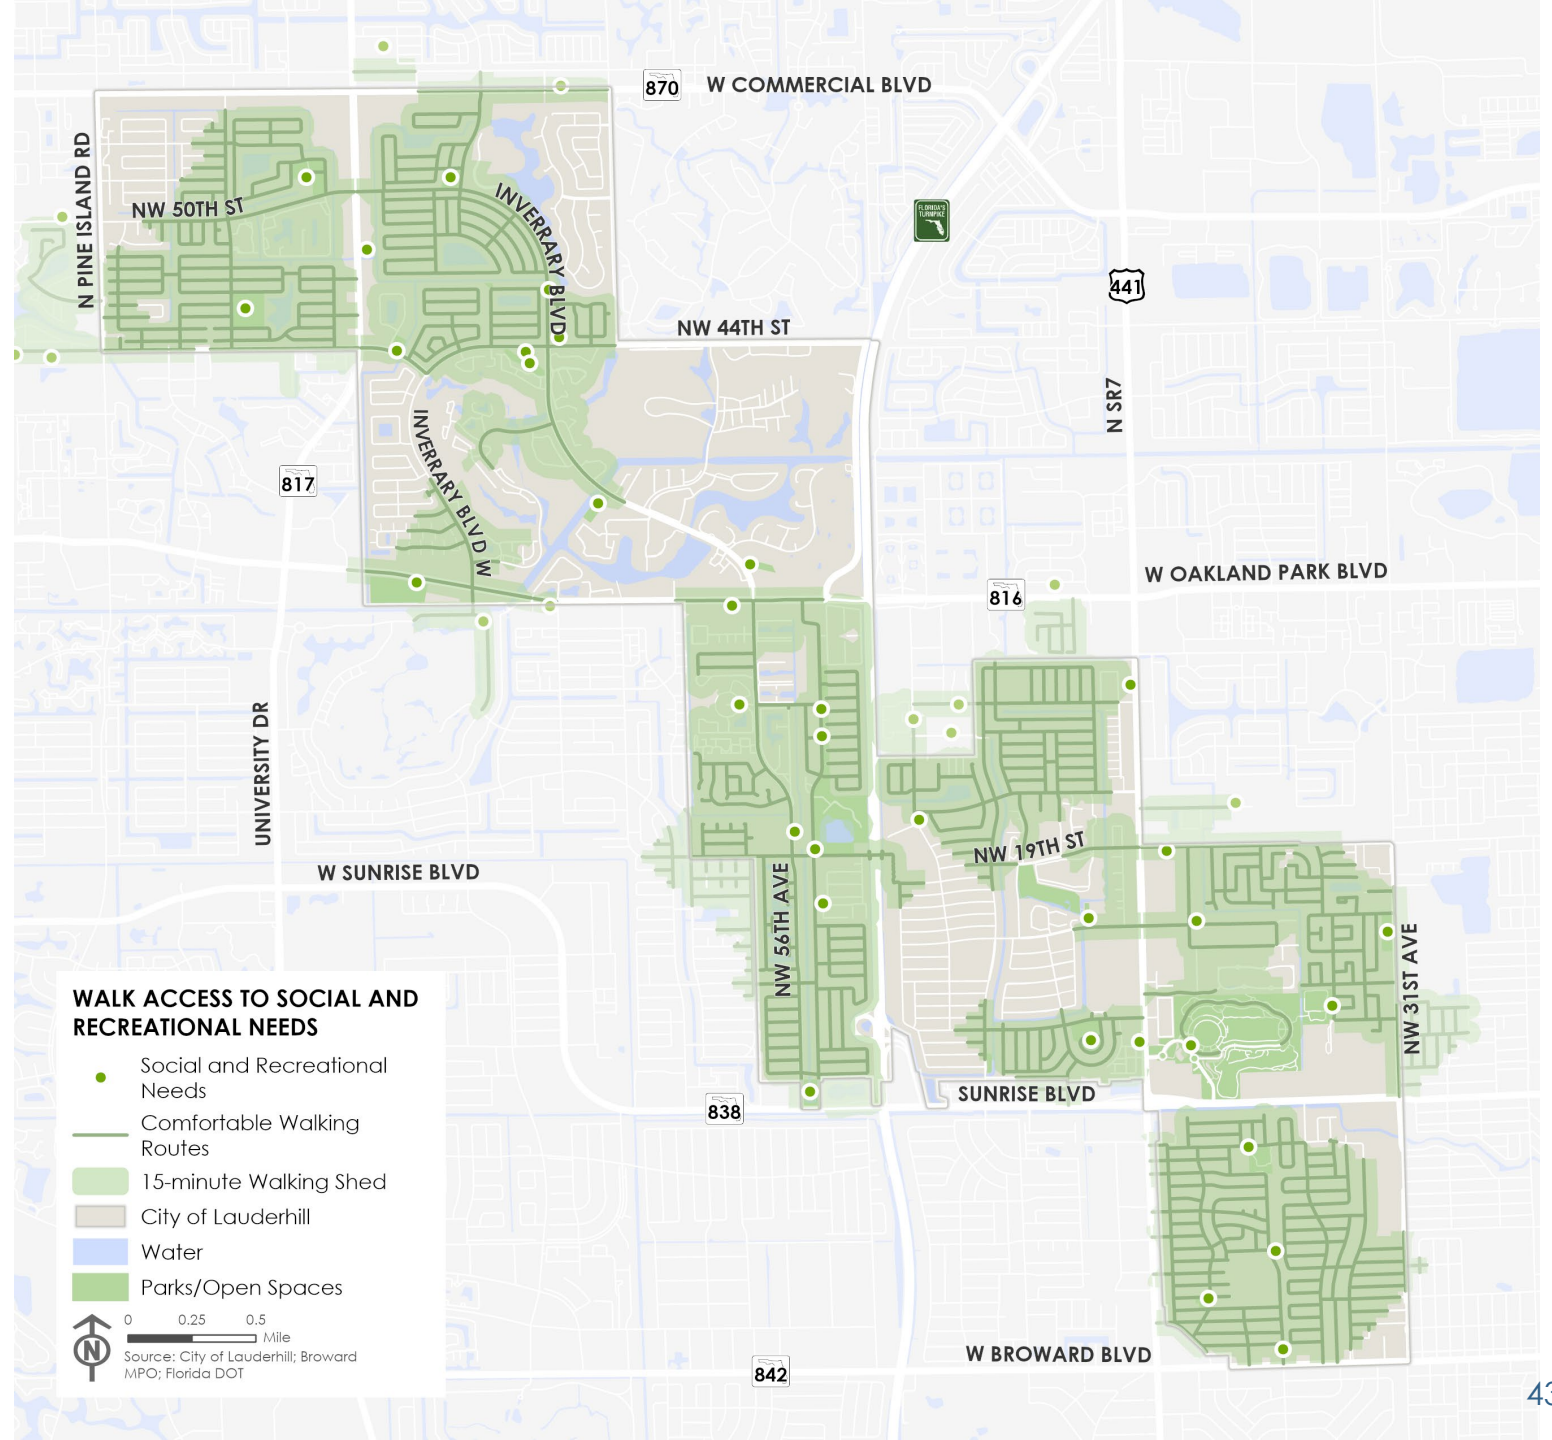 870
W COMMERCIAL BLVD
N PINE ISLAND RD
NW 50TH ST
INVERRARY BLVD
FLORIDA'S
TURNPIKE
441
NW 44TH ST
N SR7
INVERRARY BLVD W
817
W OAKLAND PARK BLVD
816
UNIVERSITY DR
NW 19TH ST
W SUNRISE BLVD
NW 56TH AVE
NW 31ST AVE
SUNRISE BLVD
838
W BROWARD BLVD
842
WALK ACCESS TO SOCIAL AND
RECREATIONAL NEEDS
Social and Recreational
Needs
Comfortable Walking
Routes
15-minute Walking Shed
City of Lauderhill
Water
Parks/Open Spaces
0 0.25 0.5
Mile
N
Source: City of Lauderhill; Broward
MPO; Florida DOT
43